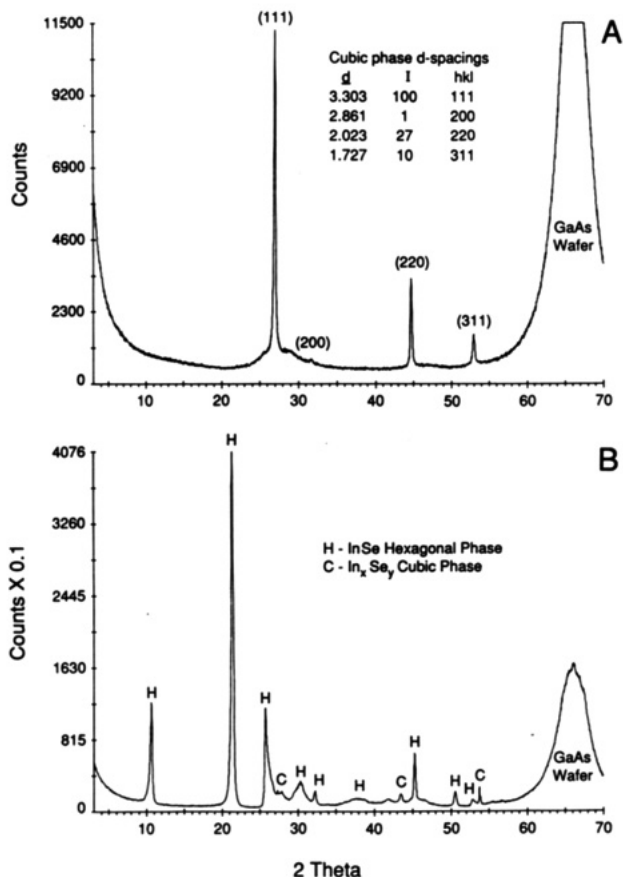 A
11500
9200
6900
4600
2300
0
Counts
(111)
(200)
(220)
(311)
Cubic phase d-spacings
d I hkl
3.303 100 111
2.861 1 200
2.023 27 220
1.727 10 311
GaAs
Wafer
10 20 30 40 50 60 70
B
4076
3260
2445
1630
815
0
Counts X 0.1
H
H
H
C
H
H
H
C
H
H
H
C
H - InSe Hexagonal Phase
C - InxSey Cubic Phase
GaAs
Wafer
10 20 30 40 50 60 70
2 Theta